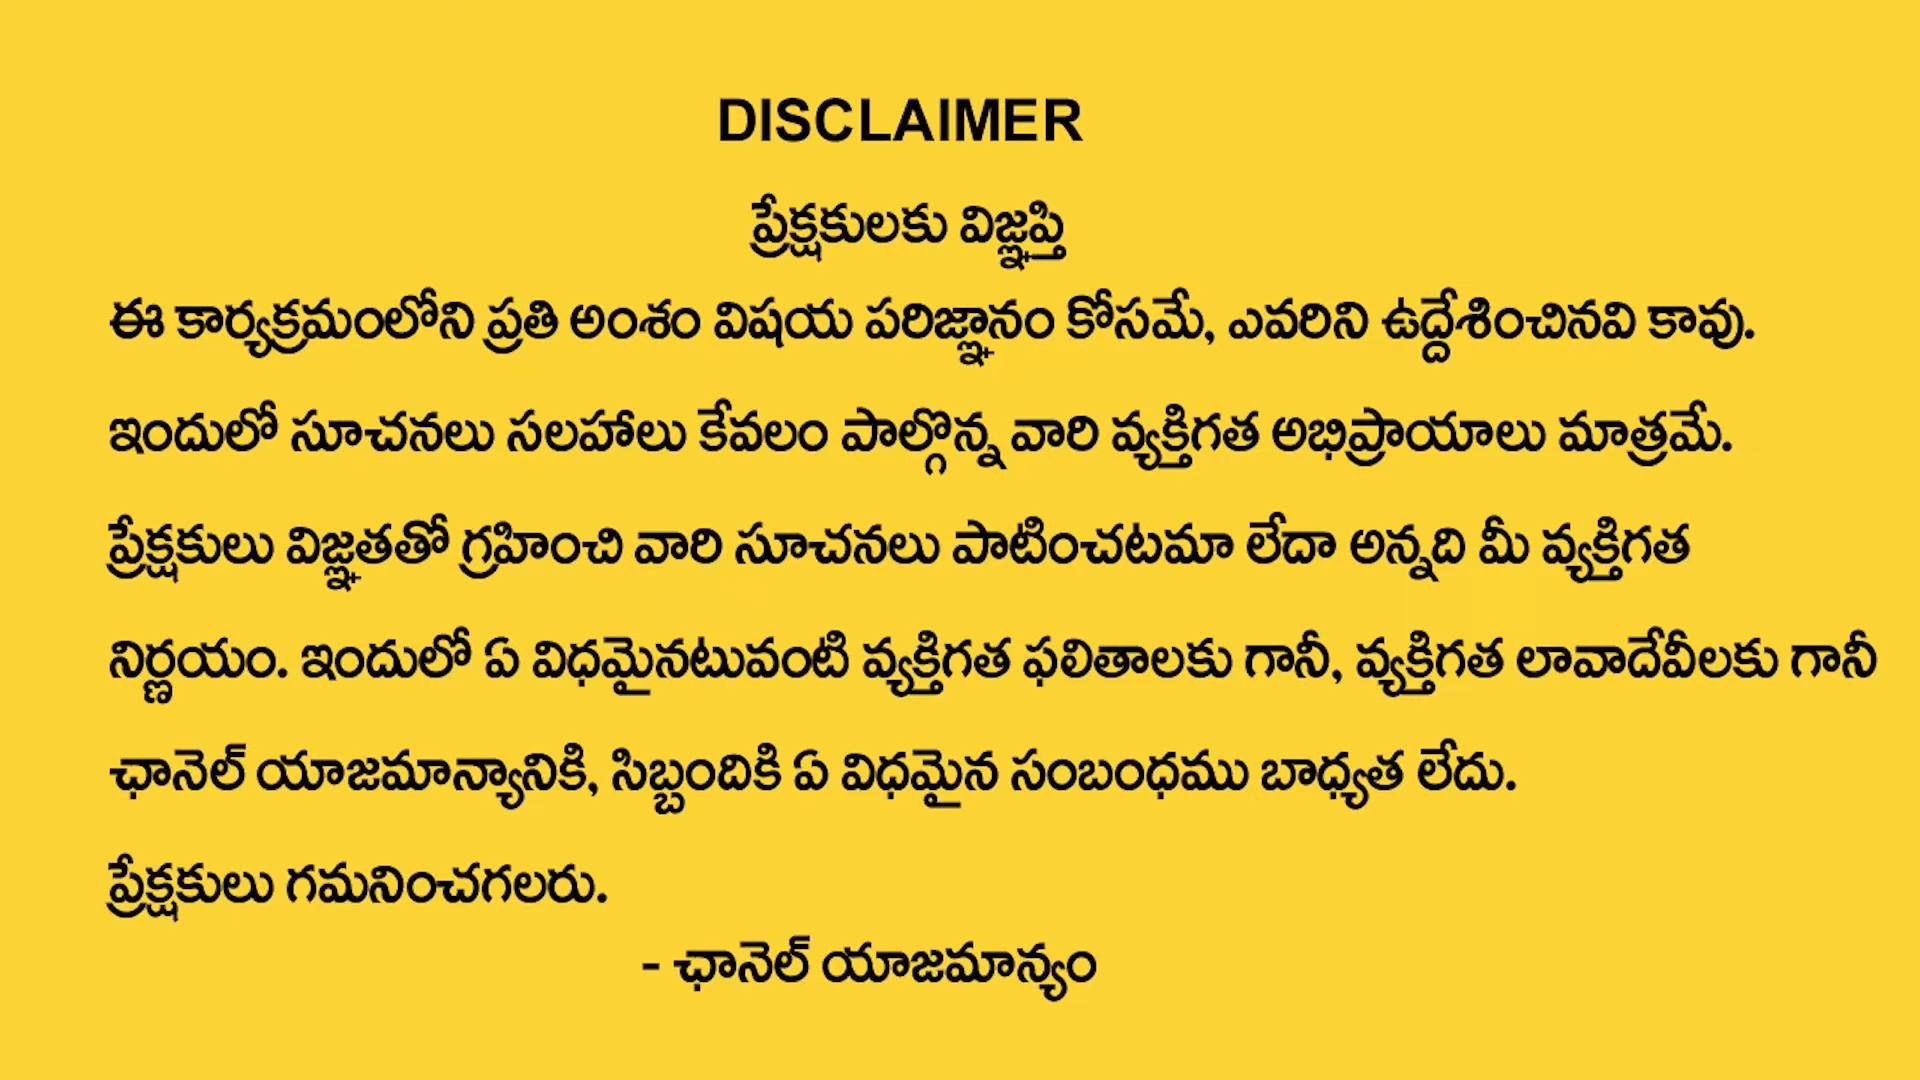 DISCLAIMER
ప్రేక్షకులకు విజ్ఞప్తి
ఈ కార్యక్రమంలోని ప్రతి అంశం విషయ పరిజ్ఞానం కోసమే, ఎవరిని ఉద్దేశించినవి కావు.
ఇందులో సూచనలు సలహాలు కేవలం పాల్గొన్న వారి వ్యక్తిగత అభిప్రాయాలు మాత్రమే.
ప్రేక్షకులు విజ్ఞతతో గ్రహించి వారి సూచనలు పాటించటమా లేదా అన్నది మీ వ్యక్తిగత
నిర్ణయం. ఇందులో ఏ విధమైనటువంటి వ్యక్తిగత ఫలితాలకు గానీ, వ్యక్తిగత లావాదేవీలకు గానీ
ఛానెల్ యాజమాన్యానికి, సిబ్బందికి ఏ విధమైన సంబంధము బాధ్యత లేదు.
ప్రేక్షకులు గమనించగలరు.
- ఛానెల్ యాజమాన్యం